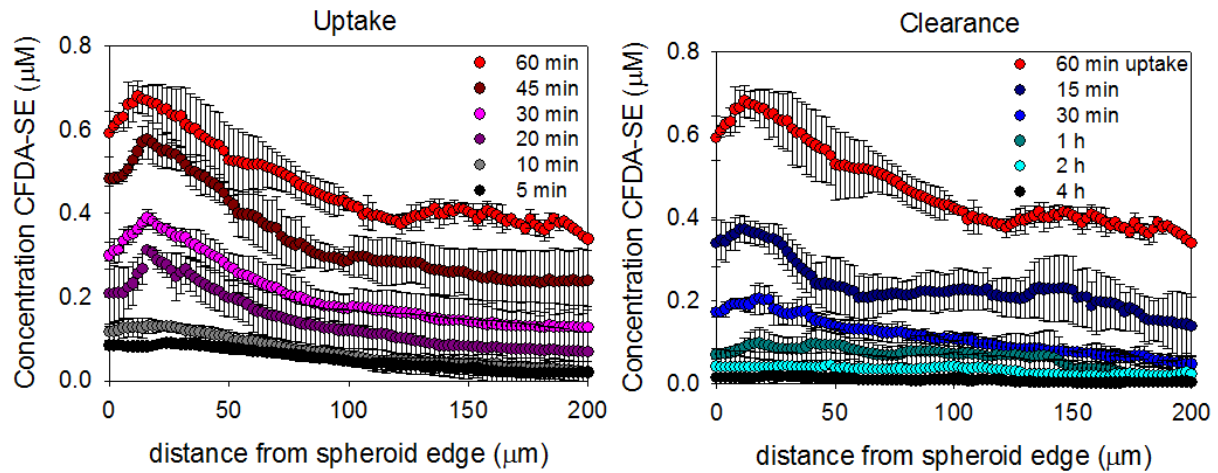 Uptake
Concentration CFDA-SE (μM)
0.8
0.6
0.4
0.2
0.0
60 min
45 min
30 min
20 min
10 min
5 min
0
50
100
150
200
distance from spheroid edge (μm)
Clearance
Concentration CFDA-SE (μM)
0.8
0.6
0.4
0.2
0.0
60 min uptake
15 min
30 min
1 h
2 h
4 h
0
50
100
150
200
distance from spheroid edge (μm)